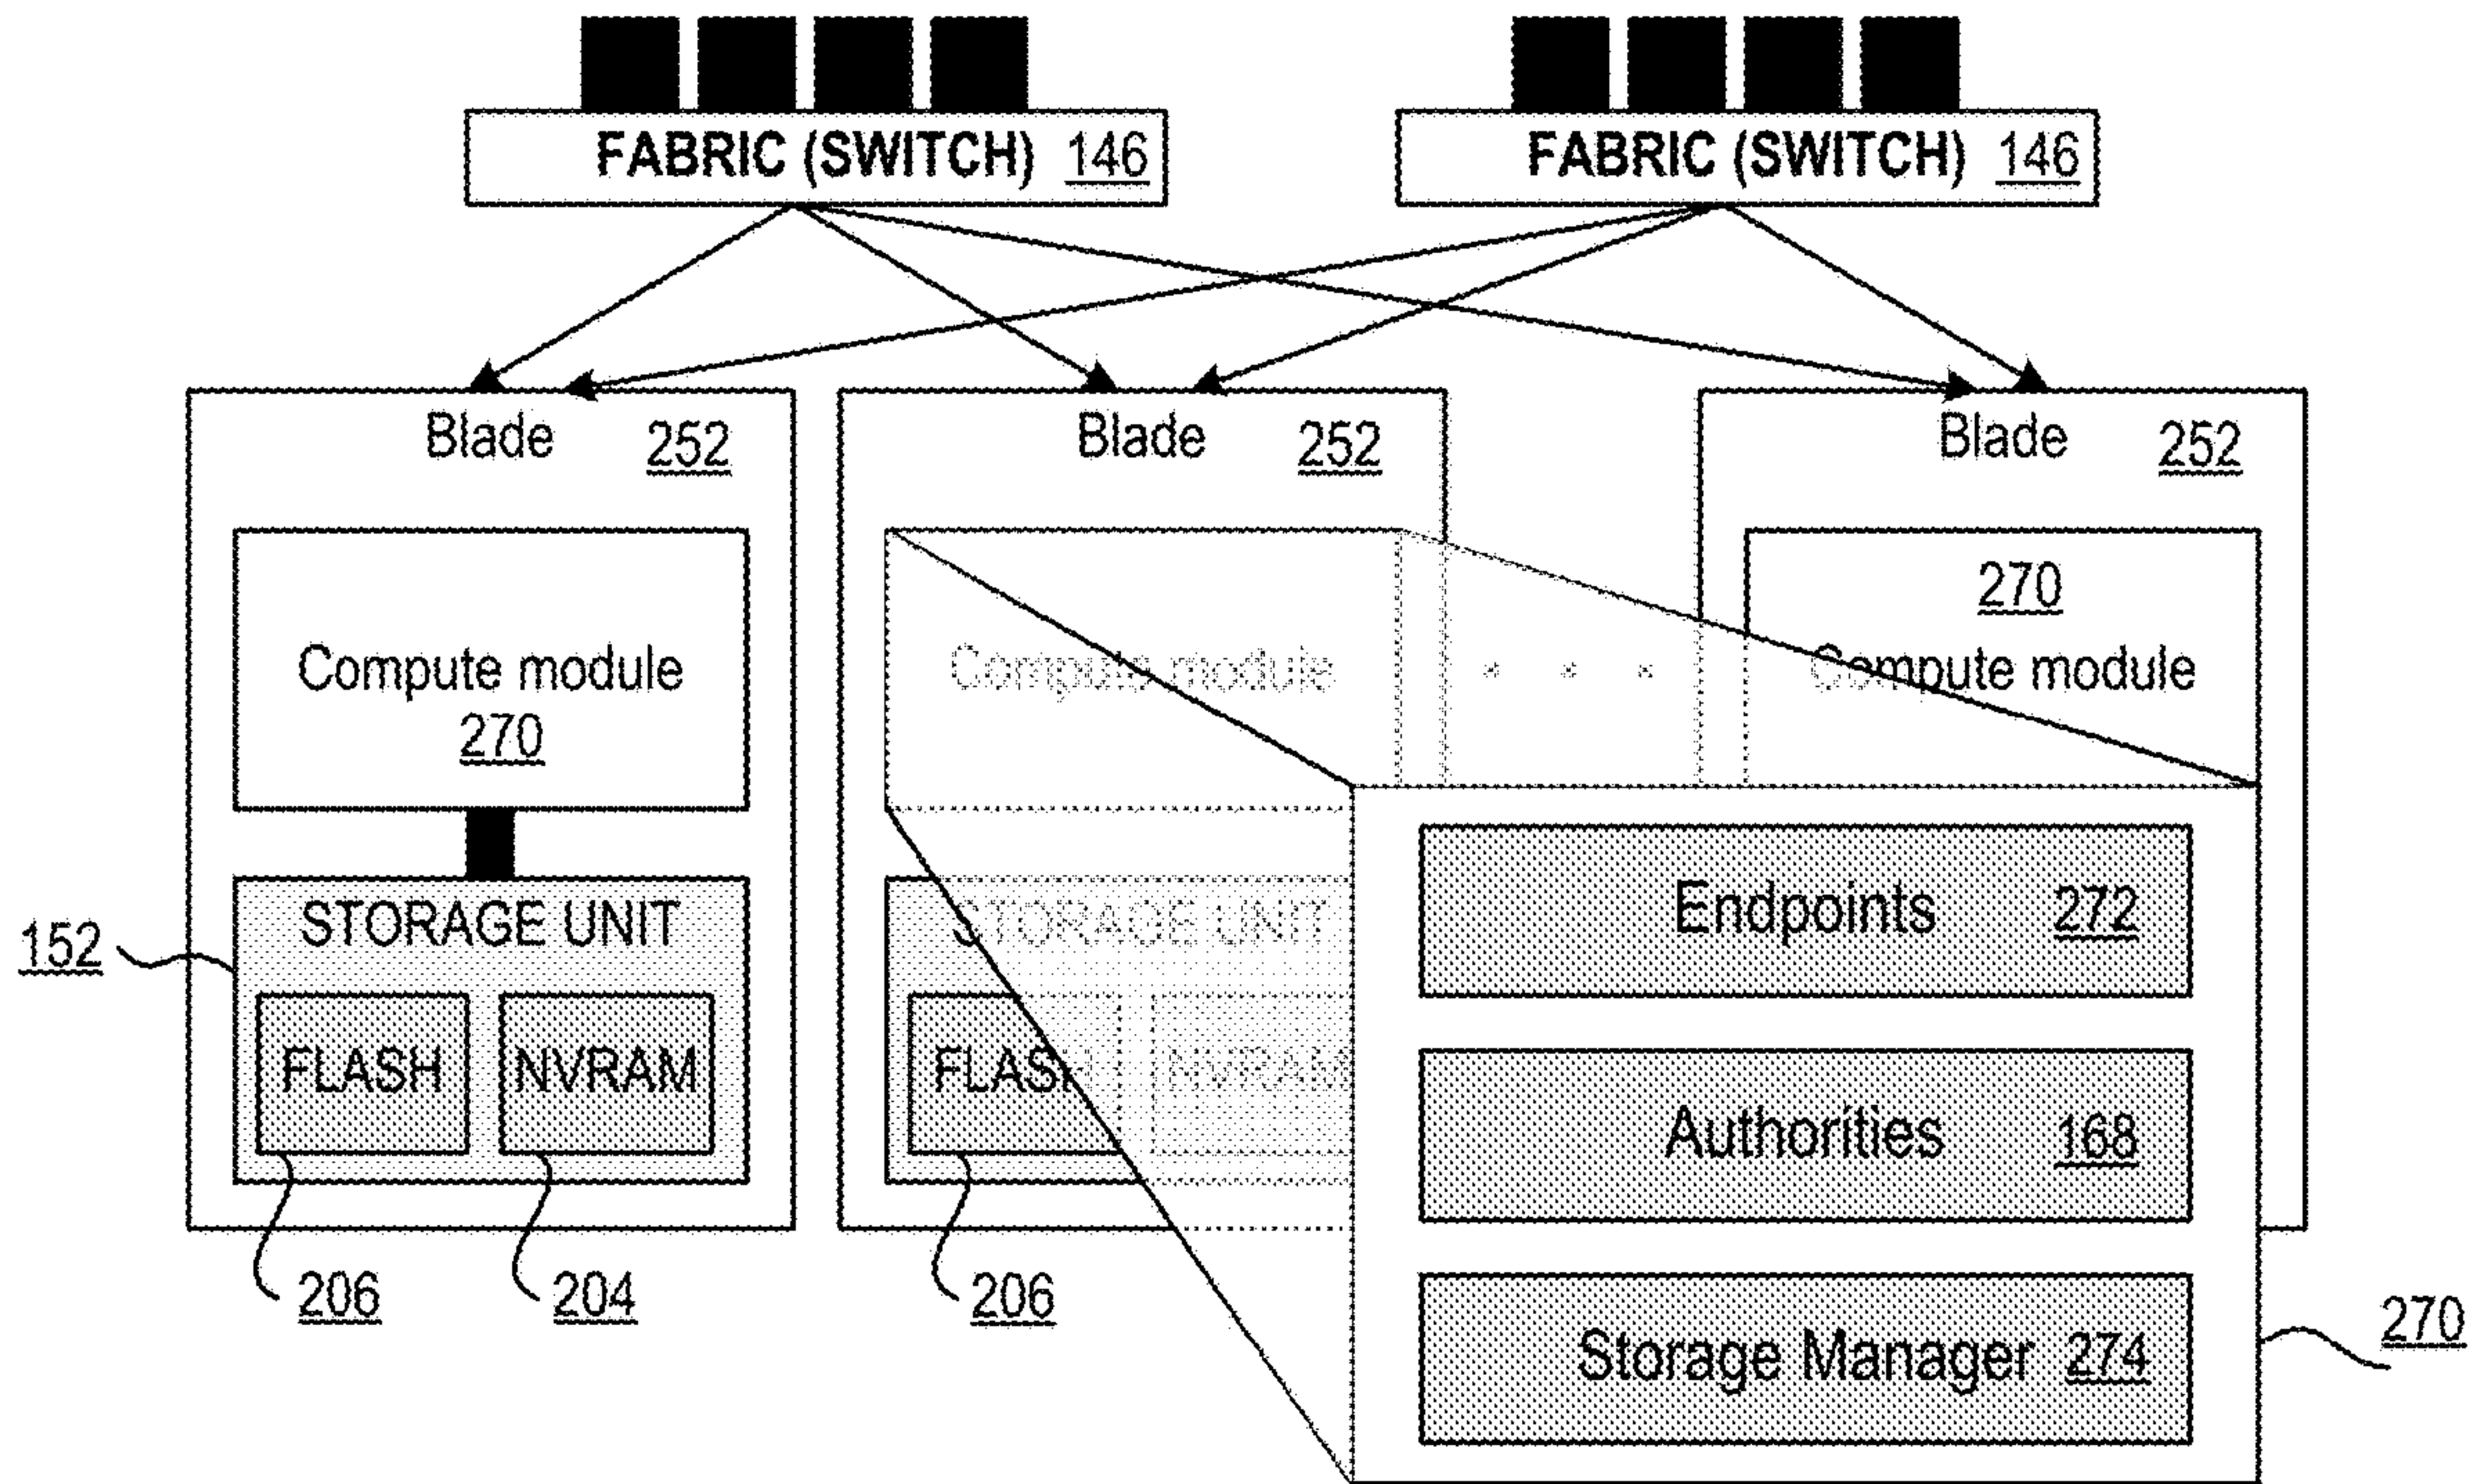 FABRIC (SWITCH) 146
FABRIC (SWITCH) 146
Blade 252
Blade 252
Blade 252
Compute module
270
Compute module
270
Compute module
STORAGE UNIT
152
FLASH
NVRAM
206
204
STORAGE UNIT
FLASH
NVRAM
206
Endpoints 272
Authorities 168
Storage Manager 274
270